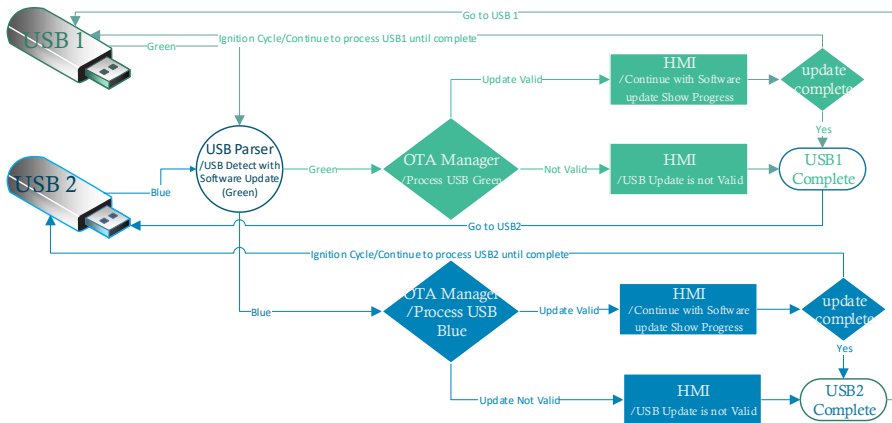 Go to USB 1
USB 1
Ignition Cycle/Continue to process USB1 until complete
Green
HMI
/Continue with Software
update Show Progress
update
complete
Update Valid
Yes
USB Parser
/USB Detect with
Software Update
(Green)
Green
OTA Manager
/Process USB Green
Not Valid
HMI
/USB Update is not Valid
USB1
Complete
USB 2
Blue
Go to USB2
Ignition Cycle/Continue to process USB2 until complete
OTA Manager
/Process USB
Blue
Blue
Update Valid
HMI
/Continue with Software
update Show Progress
update
complete
Yes
Update Not Valid
HMI
/USB Update is not Valid
USB2
Complete